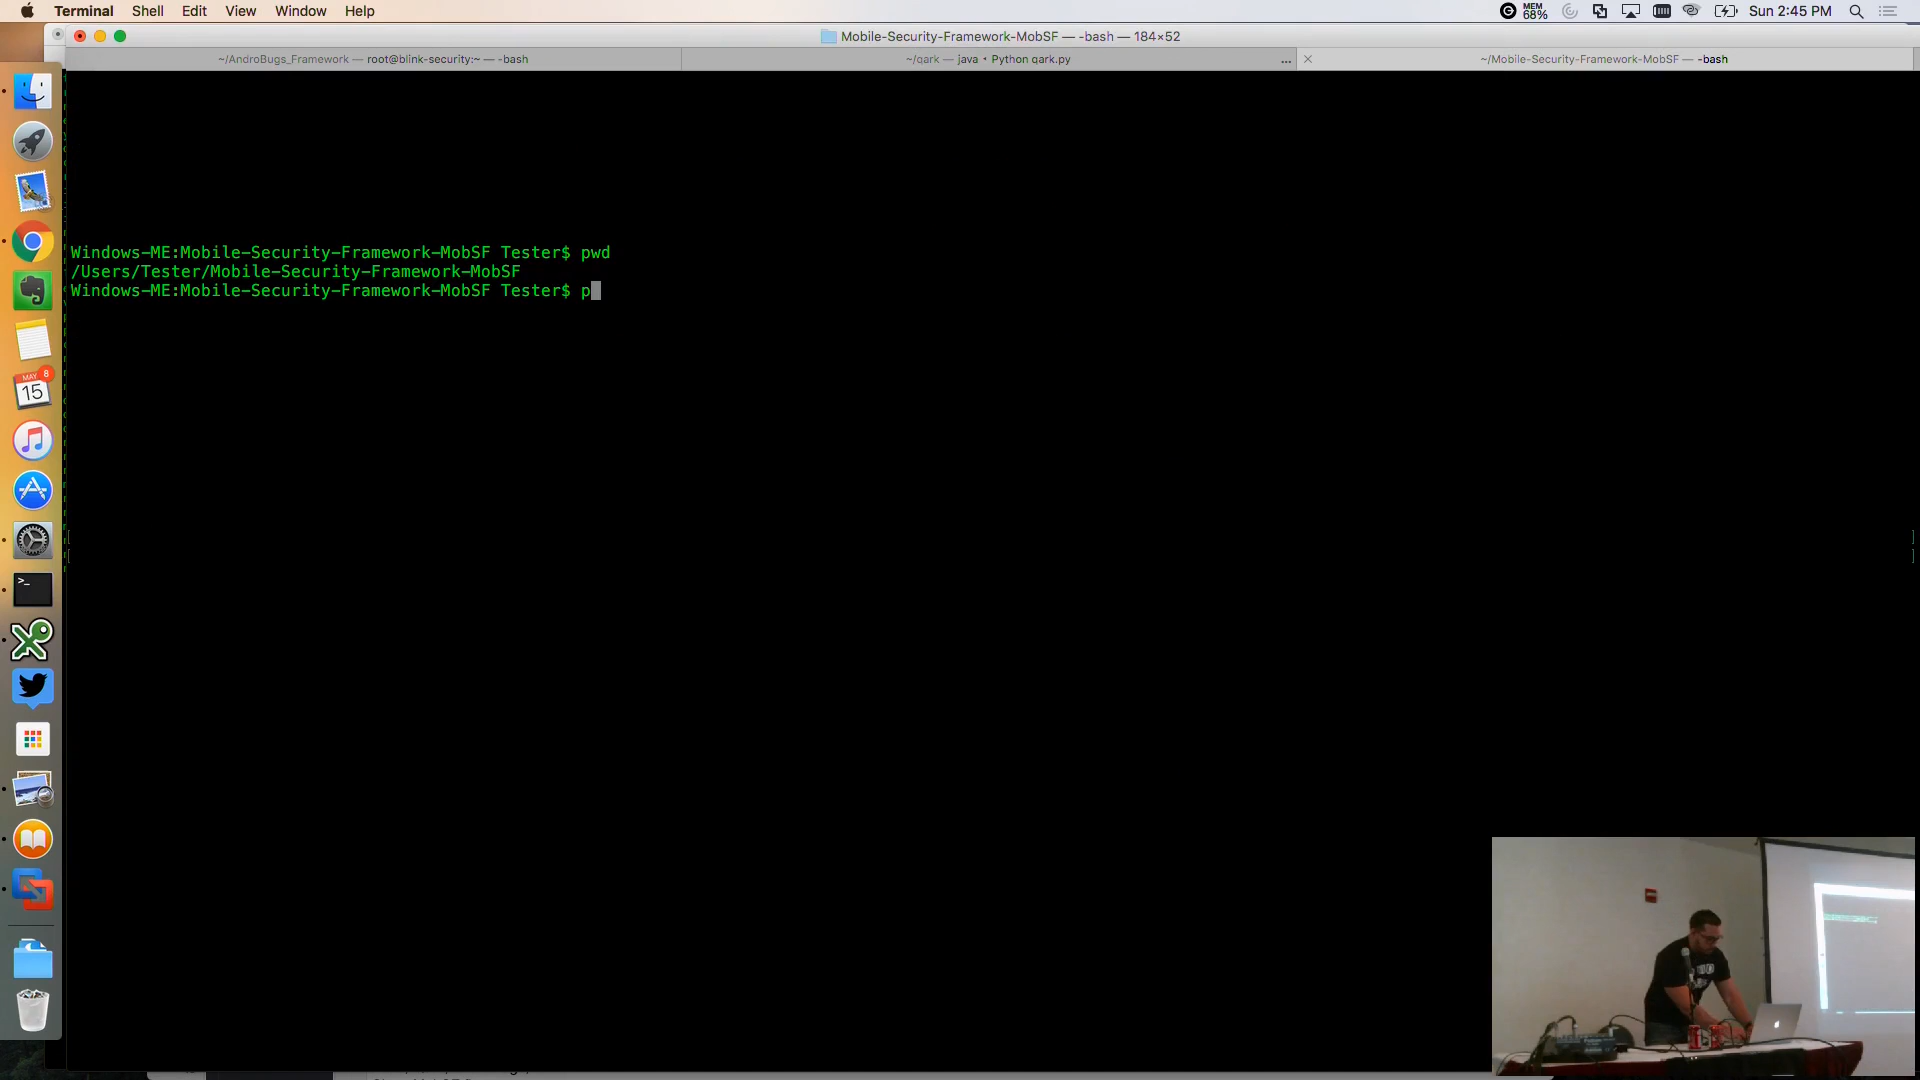 Terminal Shell Edit View Window Help
MEM 68% Sun 2:45 PM
Mobile-Security-Framework-MobSF — -bash — 184×52
~/AndroBugs_Framework — root@blink-security:~ — -bash
~/qark — java • Python qark.py ...
~/Mobile-Security-Framework-MobSF — -bash
Windows-ME:Mobile-Security-Framework-MobSF Tester$ pwd
/Users/Tester/Mobile-Security-Framework-MobSF
Windows-ME:Mobile-Security-Framework-MobSF Tester$ p
MAY 8
15